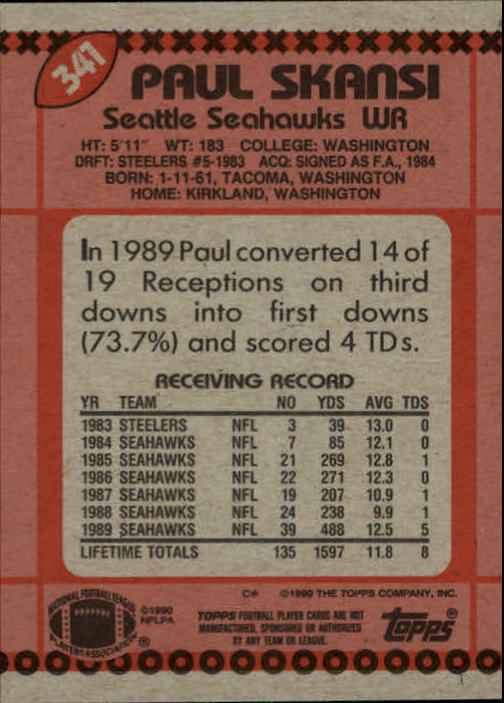 341
PAUL SKANSI
Seattle Seahawks WR
HT: 5'11" WT: 183 COLLEGE: WASHINGTON
DRFT: STEELERS #5-1983 ACQ: SIGNED AS F.A., 1984
BORN: 1-11-61, TACOMA, WASHINGTON
HOME: KIRKLAND, WASHINGTON
In 1989 Paul converted 14 of
19 Receptions on third
downs into first downs
(73.7%) and scored 4 TDs.
RECEIVING RECORD
YR TEAM NO YDS AVG TDS
1983 STEELERS NFL 3 39 13.0 0
1984 SEAHAWKS NFL 7 85 12.1 0
1985 SEAHAWKS NFL 21 269 12.8 1
1986 SEAHAWKS NFL 22 271 12.3 0
1987 SEAHAWKS NFL 19 207 10.9 1
1988 SEAHAWKS NFL 24 238 9.9 1
1989 SEAHAWKS NFL 39 488 12.5 5
LIFETIME TOTALS 135 1597 11.8 8
C* ©1990 THE TOPPS COMPANY, INC.
NATIONAL FOOTBALL LEAGUE
PLAYERS ASSOCIATION ®
©1990
NFLPA
TOPPS FOOTBALL PLAYER CARDS ARE NOT
MANUFACTURED, SPONSORED OR AUTHORIZED
BY ANY TEAM OR LEAGUE.
topps ®